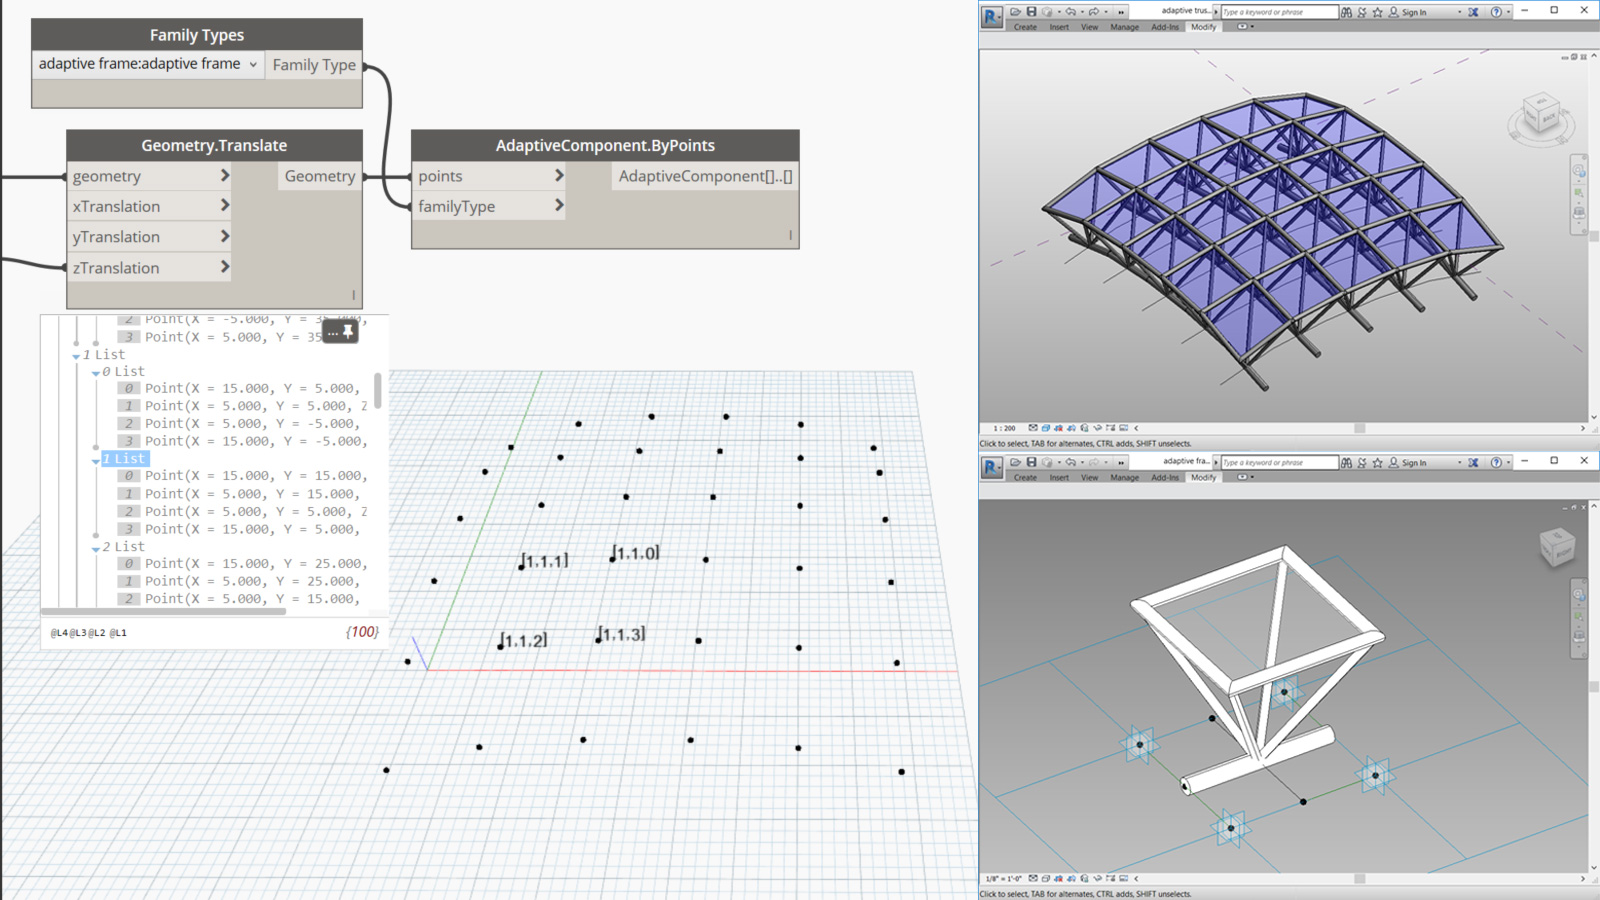 Family Types
adaptive frame:adaptive frame
Family Type
Geometry.Translate
geometry
Geometry
xTranslation
yTranslation
zTranslation
AdaptiveComponent.ByPoints
points
AdaptiveComponent[]..[]
familyType
2 Point(X = -5.000, Y = 35.000,
3 Point(X = 5.000, Y = 35
...
1 List
0 List
0 Point(X = 15.000, Y = 5.000,
1 Point(X = 5.000, Y = 5.000, Z
2 Point(X = 5.000, Y = -5.000,
3 Point(X = 15.000, Y = -5.000,
1 List
0 Point(X = 15.000, Y = 15.000,
1 Point(X = 5.000, Y = 15.000,
2 Point(X = 5.000, Y = 5.000, Z
3 Point(X = 15.000, Y = 5.000,
2 List
0 Point(X = 15.000, Y = 25.000,
1 Point(X = 5.000, Y = 25.000,
2 Point(X = 5.000, Y = 15.000,
@L4 @L3 @L2 @L1
{100}
[1.1.1]
[1.1.0]
[1.1.2]
[1.1.3]
adaptive trus...
Type a keyword or phrase
Sign In
Create Insert View Manage Add-Ins Modify
1 : 200
Click to select, TAB for alternates, CTRL adds, SHIFT unselects.
adaptive fra...
Type a keyword or phrase
Sign In
Create Insert View Manage Add-Ins Modify
1/8" = 1'-0"
Click to select, TAB for alternates, CTRL adds, SHIFT unselects.